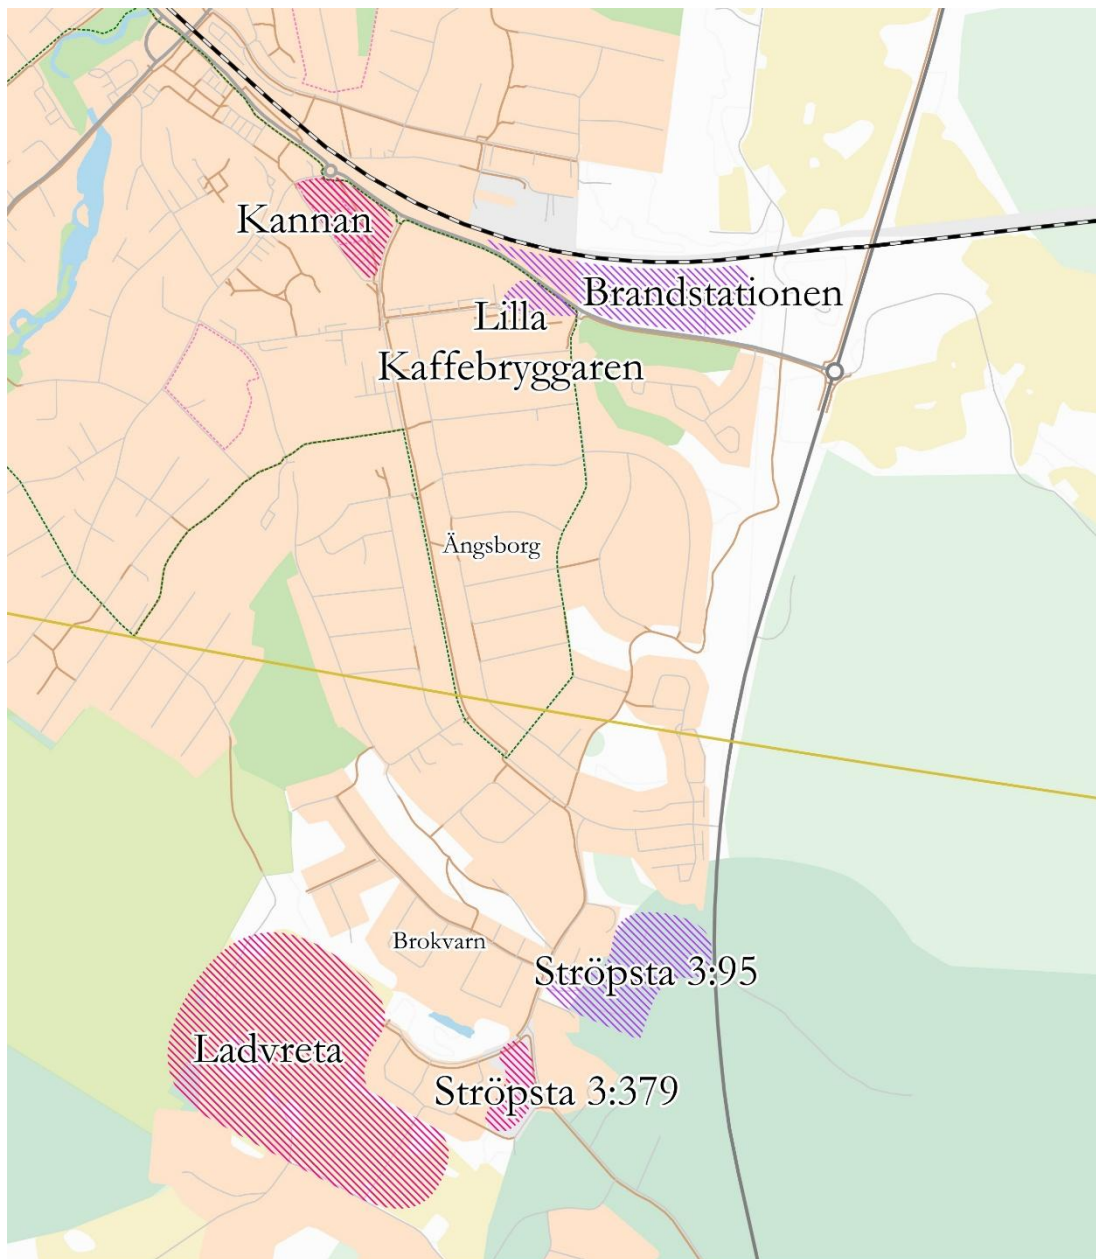 Kannan
Brandstationen
Lilla
Kaffebryggaren
Ängsborg
Brokvarn
Ströpsta 3:95
Ladvreta
Ströpsta 3:379